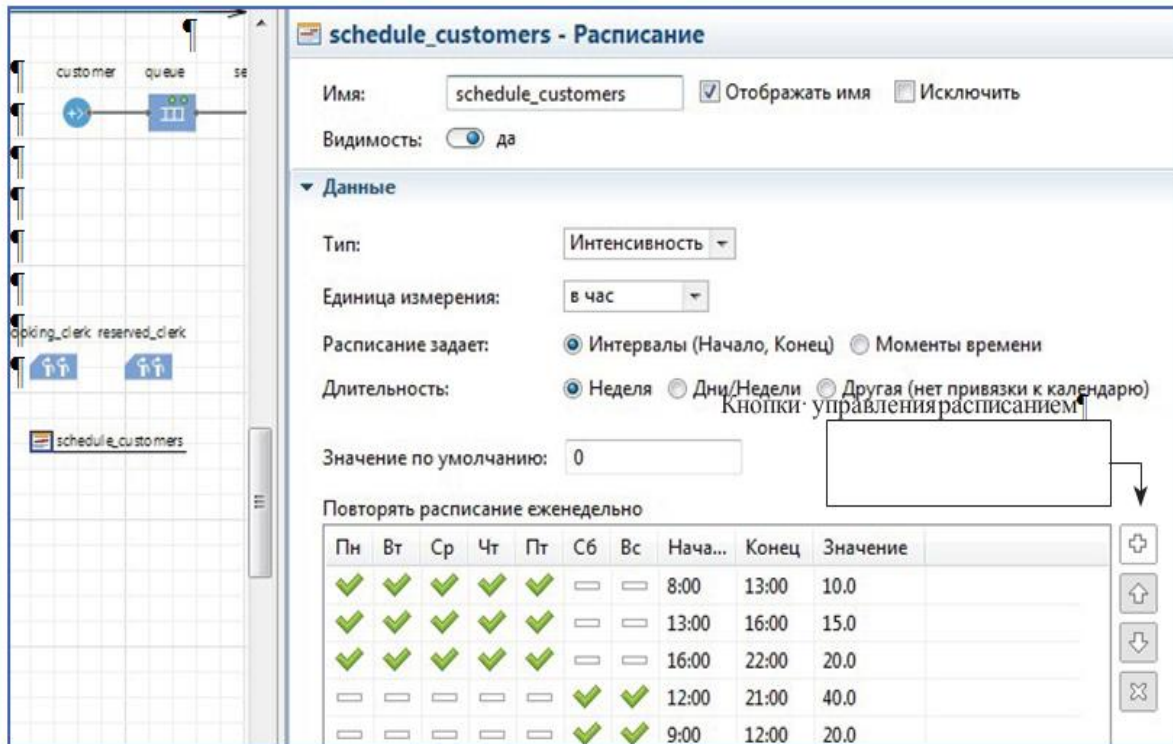 schedule_customers - Расписание
customer queue se
Имя: schedule_customers Отображать имя Исключить
Видимость: да
Данные
Тип: Интенсивность
Единица измерения: в час
Расписание задает: Интервалы (Начало, Конец) Моменты времени
oking_clerk reserved_clerk
Длительность: Неделя Дни/Недели Другая (нет привязки к календарю)
Кнопки· управлениярасписанием¶
schedule_customers
Значение по умолчанию: 0
Повторять расписание еженедельно
Пн Вт Ср Чт Пт Сб Вс Нача... Конец Значение
8:00 13:00 10.0
13:00 16:00 15.0
16:00 22:00 20.0
12:00 21:00 40.0
9:00 12:00 20.0